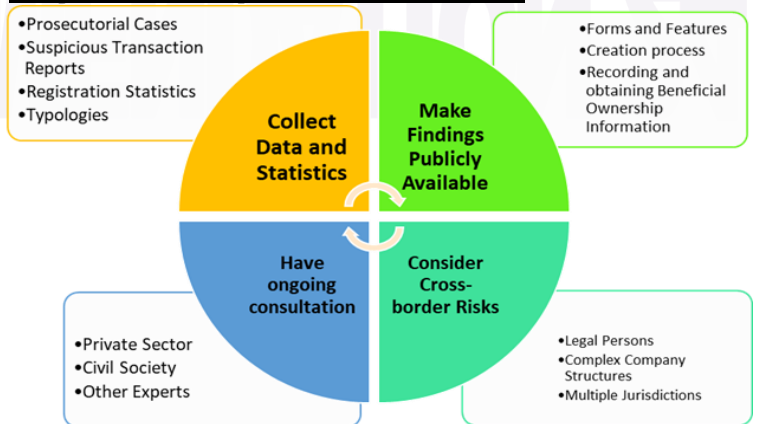 •Prosecutorial Cases
•Suspicious Transaction
Reports
•Registration Statistics
•Typologies
Collect
Data and
Statistics
Make
Findings
Publicly
Available
•Forms and Features
•Creation process
•Recording and
obtaining Beneficial
Ownership
Information
Have
ongoing
consultation
Consider
Cross-
border Risks
•Private Sector
•Civil Society
•Other Experts
•Legal Persons
•Complex Company
Structures
•Multiple Jurisdictions